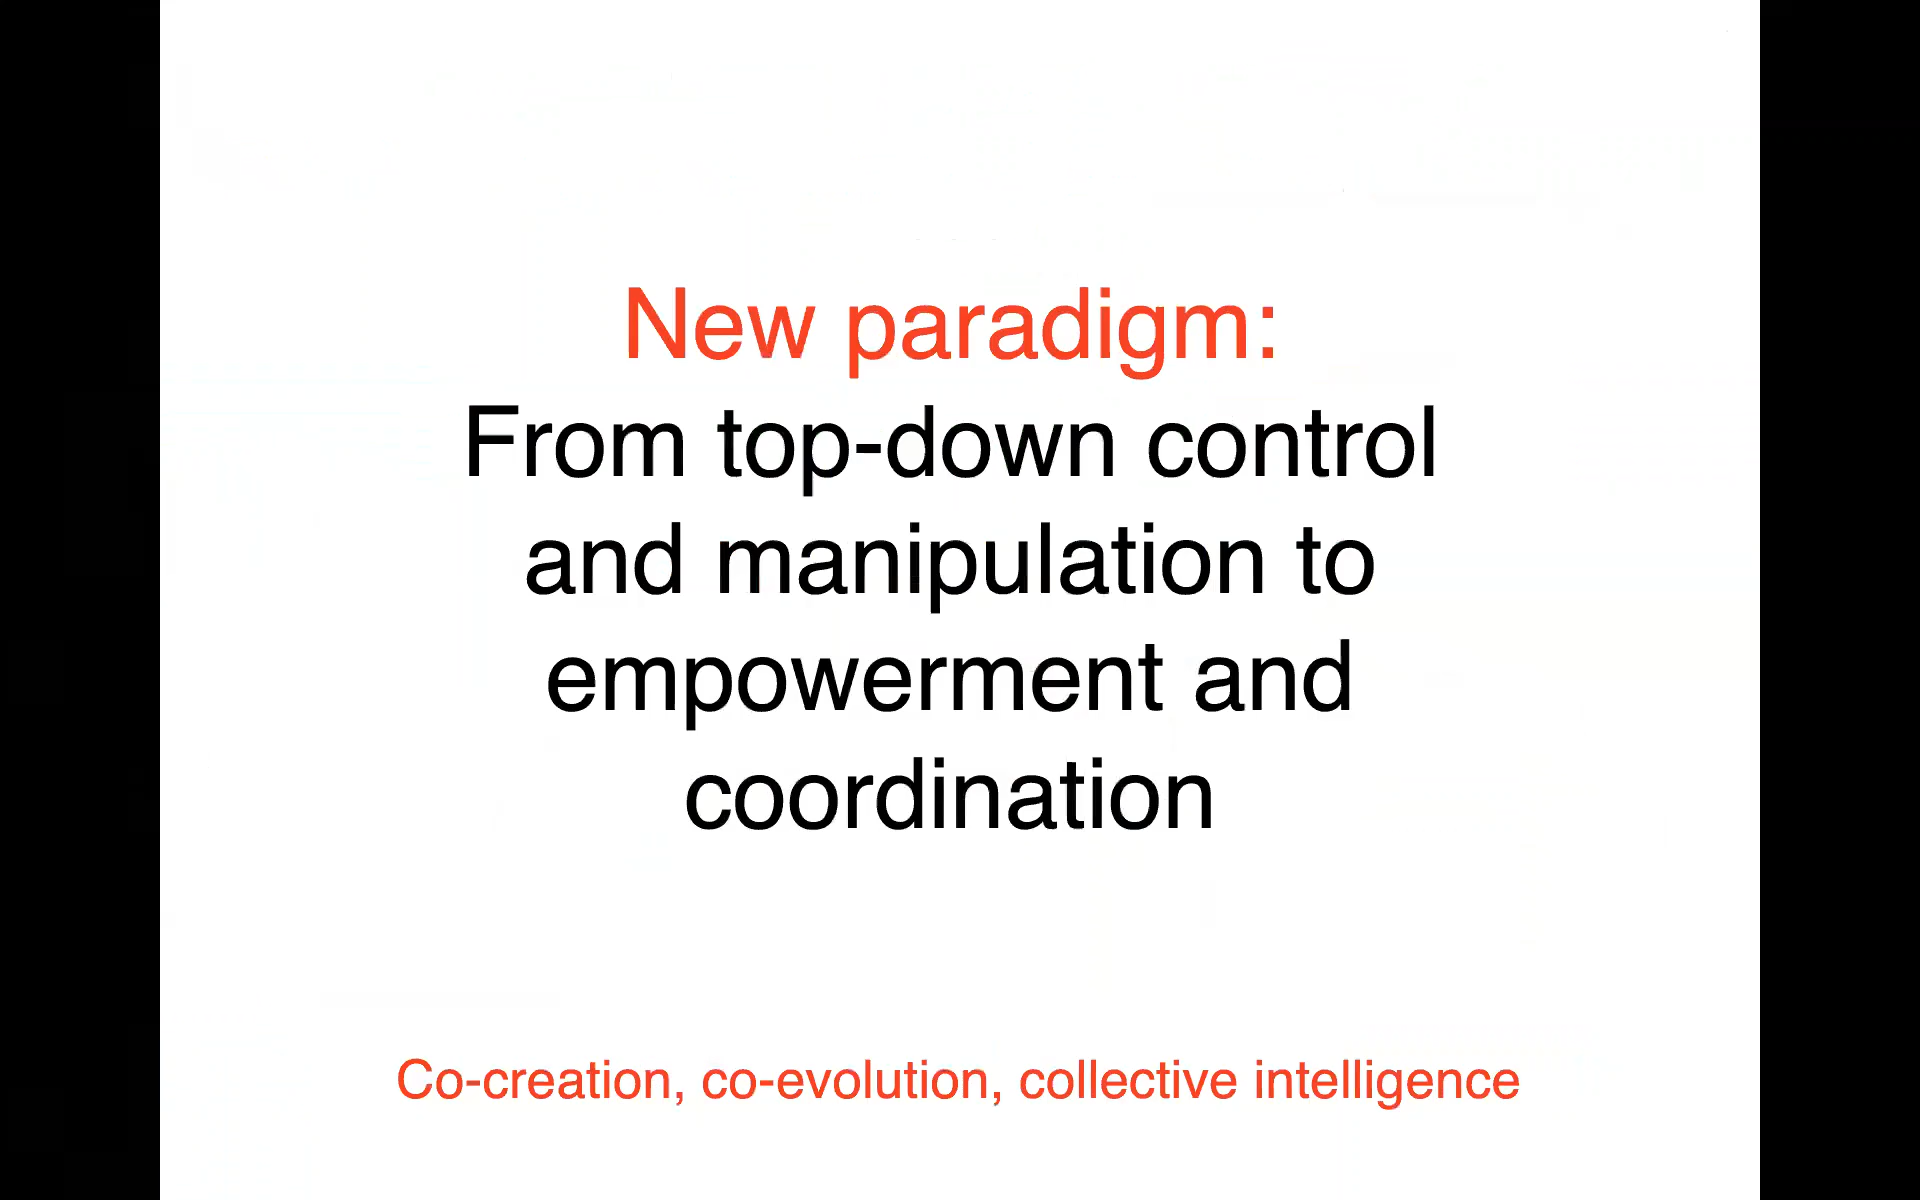 New paradigm:
From top-down control
and manipulation to
empowerment and
coordination
Co-creation, co-evolution, collective intelligence